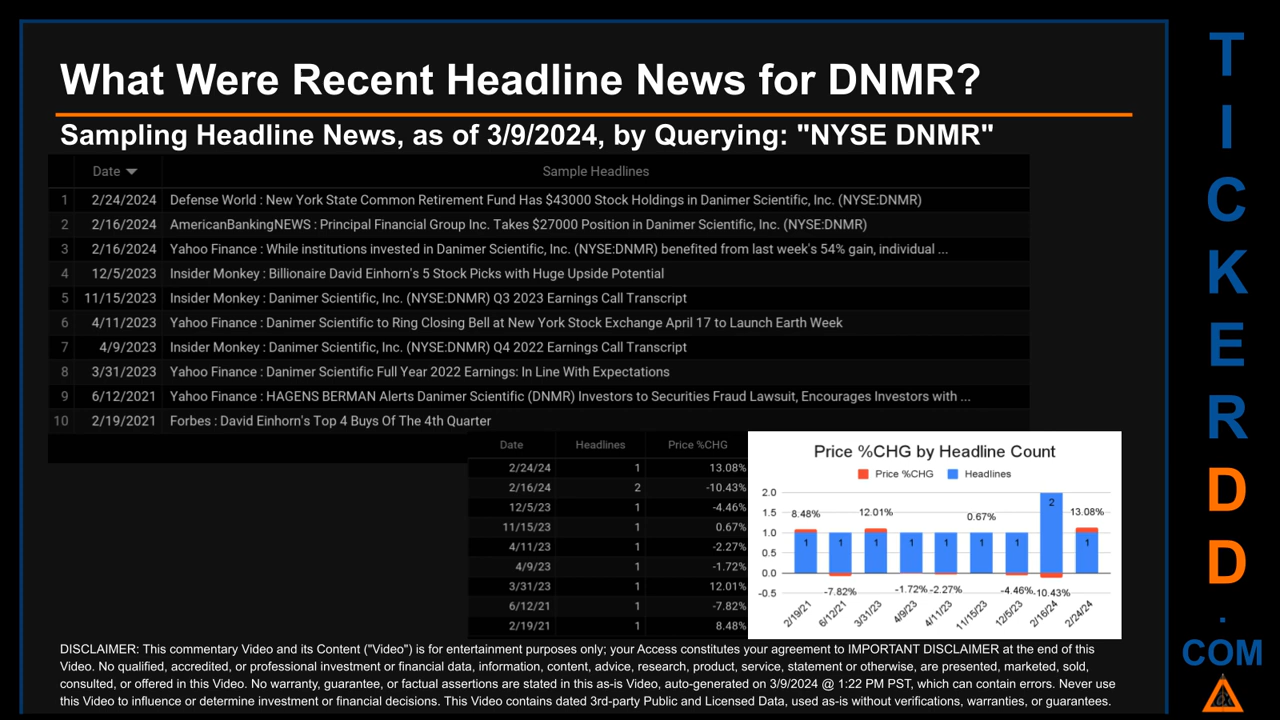 What Were Recent Headline News for DNMR?
Sampling Headline News, as of 3/9/2024, by Querying: "NYSE DNMR"
Date Sample Headlines
1 2/24/2024 Defense World : New York State Common Retirement Fund Has $43000 Stock Holdings in Danimer Scientific, Inc. (NYSE:DNMR)
2 2/16/2024 AmericanBankingNEWS : Principal Financial Group Inc. Takes $27000 Position in Danimer Scientific, Inc. (NYSE:DNMR)
3 2/16/2024 Yahoo Finance : While institutions invested in Danimer Scientific, Inc. (NYSE:DNMR) benefited from last week's 54% gain, individual ...
4 12/5/2023 Insider Monkey : Billionaire David Einhorn's 5 Stock Picks with Huge Upside Potential
5 11/15/2023 Insider Monkey : Danimer Scientific, Inc. (NYSE:DNMR) Q3 2023 Earnings Call Transcript
6 4/11/2023 Yahoo Finance : Danimer Scientific to Ring Closing Bell at New York Stock Exchange April 17 to Launch Earth Week
7 4/9/2023 Insider Monkey : Danimer Scientific, Inc. (NYSE:DNMR) Q4 2022 Earnings Call Transcript
8 3/31/2023 Yahoo Finance : Danimer Scientific Full Year 2022 Earnings: In Line With Expectations
9 6/12/2021 Yahoo Finance : HAGENS BERMAN Alerts Danimer Scientific (DNMR) Investors to Securities Fraud Lawsuit, Encourages Investors with ...
10 2/19/2021 Forbes : David Einhorn's Top 4 Buys Of The 4th Quarter
Date Headlines Price %CHG
2/24/24 1 13.08%
2/16/24 2 -10.43%
12/5/23 1 -4.46%
11/15/23 1 0.67%
4/11/23 1 -2.27%
4/9/23 1 -1.72%
3/31/23 1 12.01%
6/12/21 1 -7.82%
2/19/21 1 8.48%
Price %CHG by Headline Count
Price %CHG Headlines
2.0
1.5
1.0
0.5
0.0
-0.5
8.48% 12.01% 0.67% 13.08%
1 1 1 1 1 1 1 2 1
-7.82% -1.72% -2.27% -4.46% -10.43%
2/19/21 6/12/21 3/31/23 4/9/23 4/11/23 11/15/23 12/5/23 2/16/24 2/24/24
DISCLAIMER: This commentary Video and its Content ("Video") is for entertainment purposes only; your Access constitutes your agreement to IMPORTANT DISCLAIMER at the end of this
Video. No qualified, accredited, or professional investment or financial data, information, content, advice, research, product, service, statement or otherwise, are presented, marketed, sold,
consulted, or offered in this Video. No warranty, guarantee, or factual assertions are stated in this as-is Video, auto-generated on 3/9/2024 @ 1:22 PM PST, which can contain errors. Never use
this Video to influence or determine investment or financial decisions. This Video contains dated 3rd-party Public and Licensed Data, used as-is without verifications, warranties, or guarantees.
TICKERDD.COM